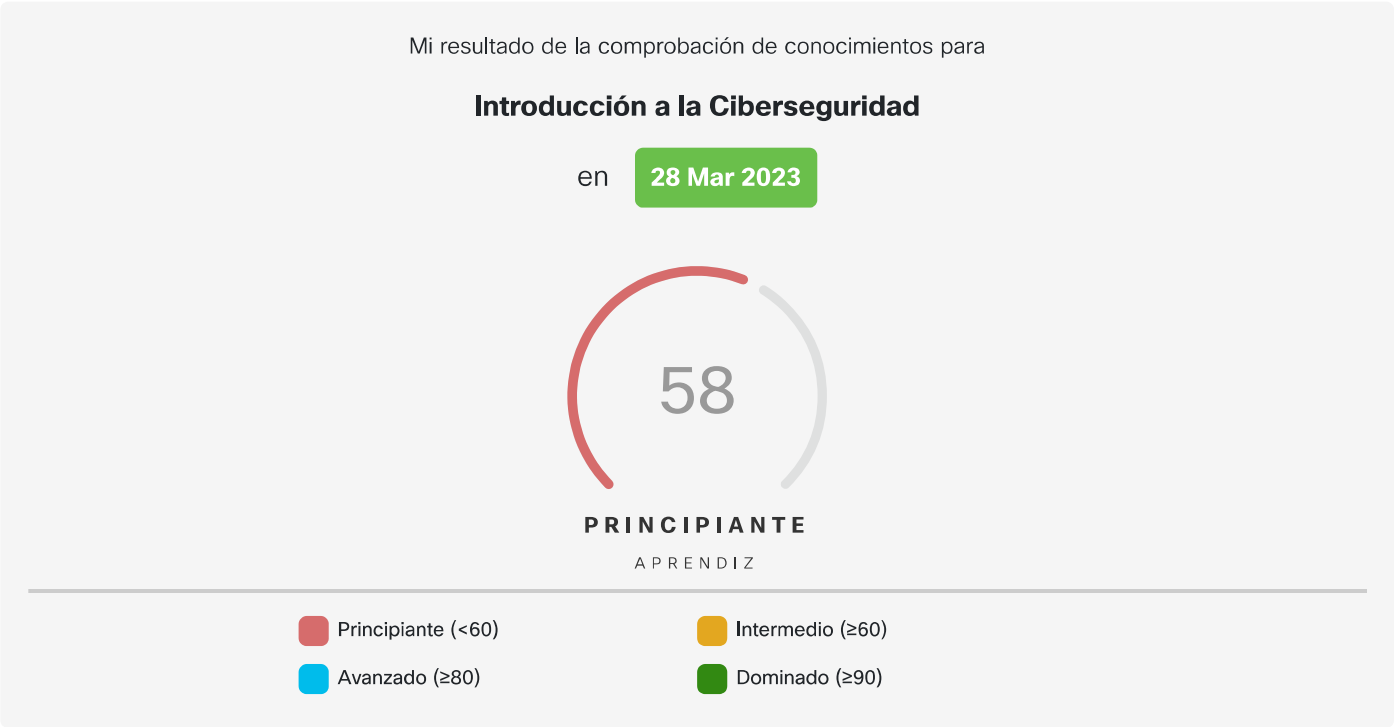 Mi resultado de la comprobación de conocimientos para
Introducción a la Ciberseguridad
en 28 Mar 2023
58
PRINCIPIANTE
APRENDIZ
Principiante (<60) Intermedio (≥60)
Avanzado (≥80) Dominado (≥90)